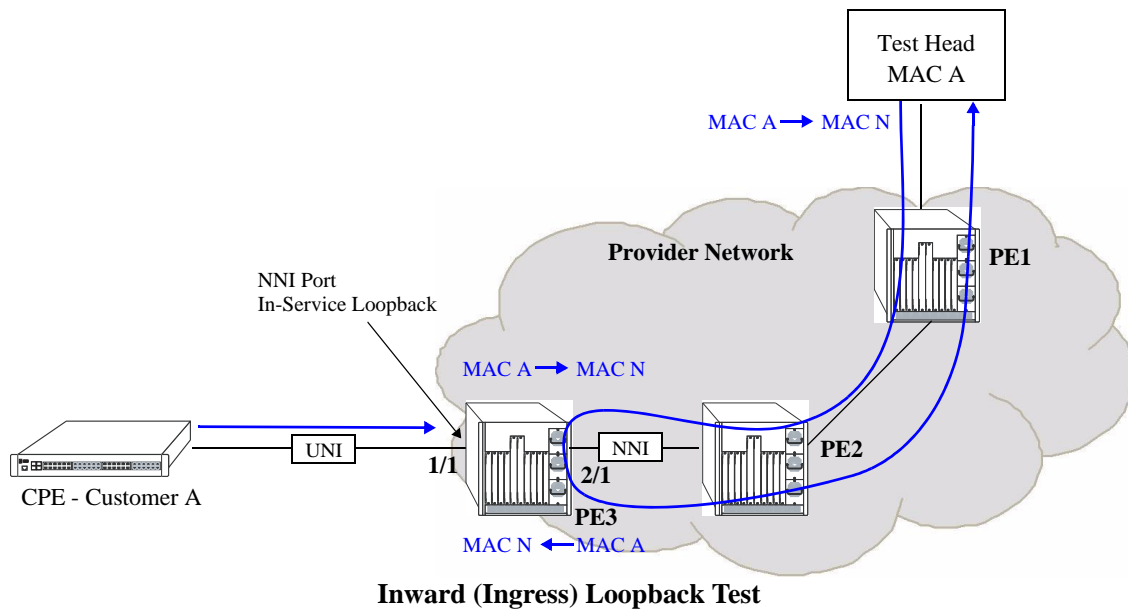 Test Head
MAC A
MAC A → MAC N
Provider Network
PE1
NNI Port
In-Service Loopback
MAC A → MAC N
UNI
NNI
PE2
1/1
2/1
CPE - Customer A
PE3
MAC N ← MAC A
Inward (Ingress) Loopback Test